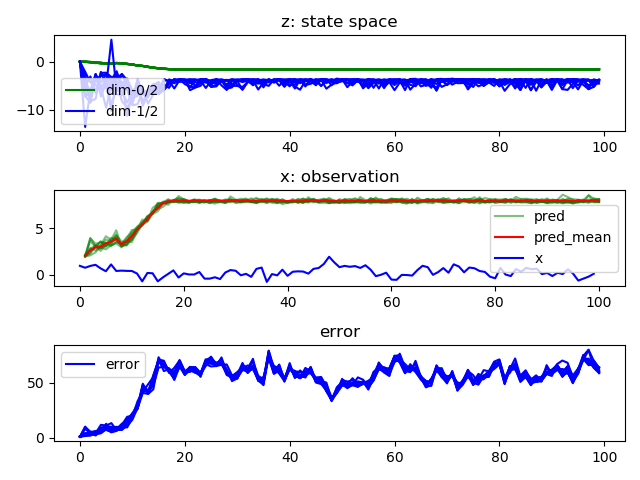 z: state space
0
−10
dim-0/2
dim-1/2
0 20 40 60 80 100
x: observation
5
0
pred
pred_mean
x
0 20 40 60 80 100
error
50
0
error
0 20 40 60 80 100